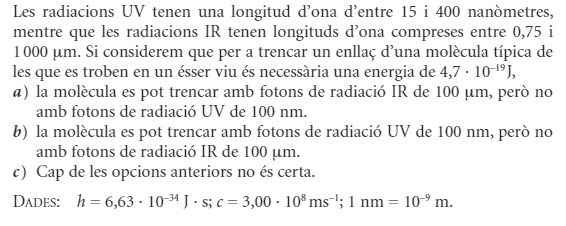 Les radiacions UV tenen una longitud d'ona d'entre 15 i 400 nanòmetres,
mentre que les radiacions IR tenen longituds d'ona compreses entre 0,75 i
1 000 μm. Si considerem que per a trencar un enllaç d'una molècula típica de
les que es troben en un ésser viu és necessària una energia de 4,7 · 10⁻¹⁹ J,
a) la molècula es pot trencar amb fotons de radiació IR de 100 μm, però no
amb fotons de radiació UV de 100 nm.
b) la molècula es pot trencar amb fotons de radiació UV de 100 nm, però no
amb fotons de radiació IR de 100 μm.
c) Cap de les opcions anteriors no és certa.
DADES: h = 6,63 · 10⁻³⁴ J · s; c = 3,00 · 10⁸ ms⁻¹; 1 nm = 10⁻⁹ m.